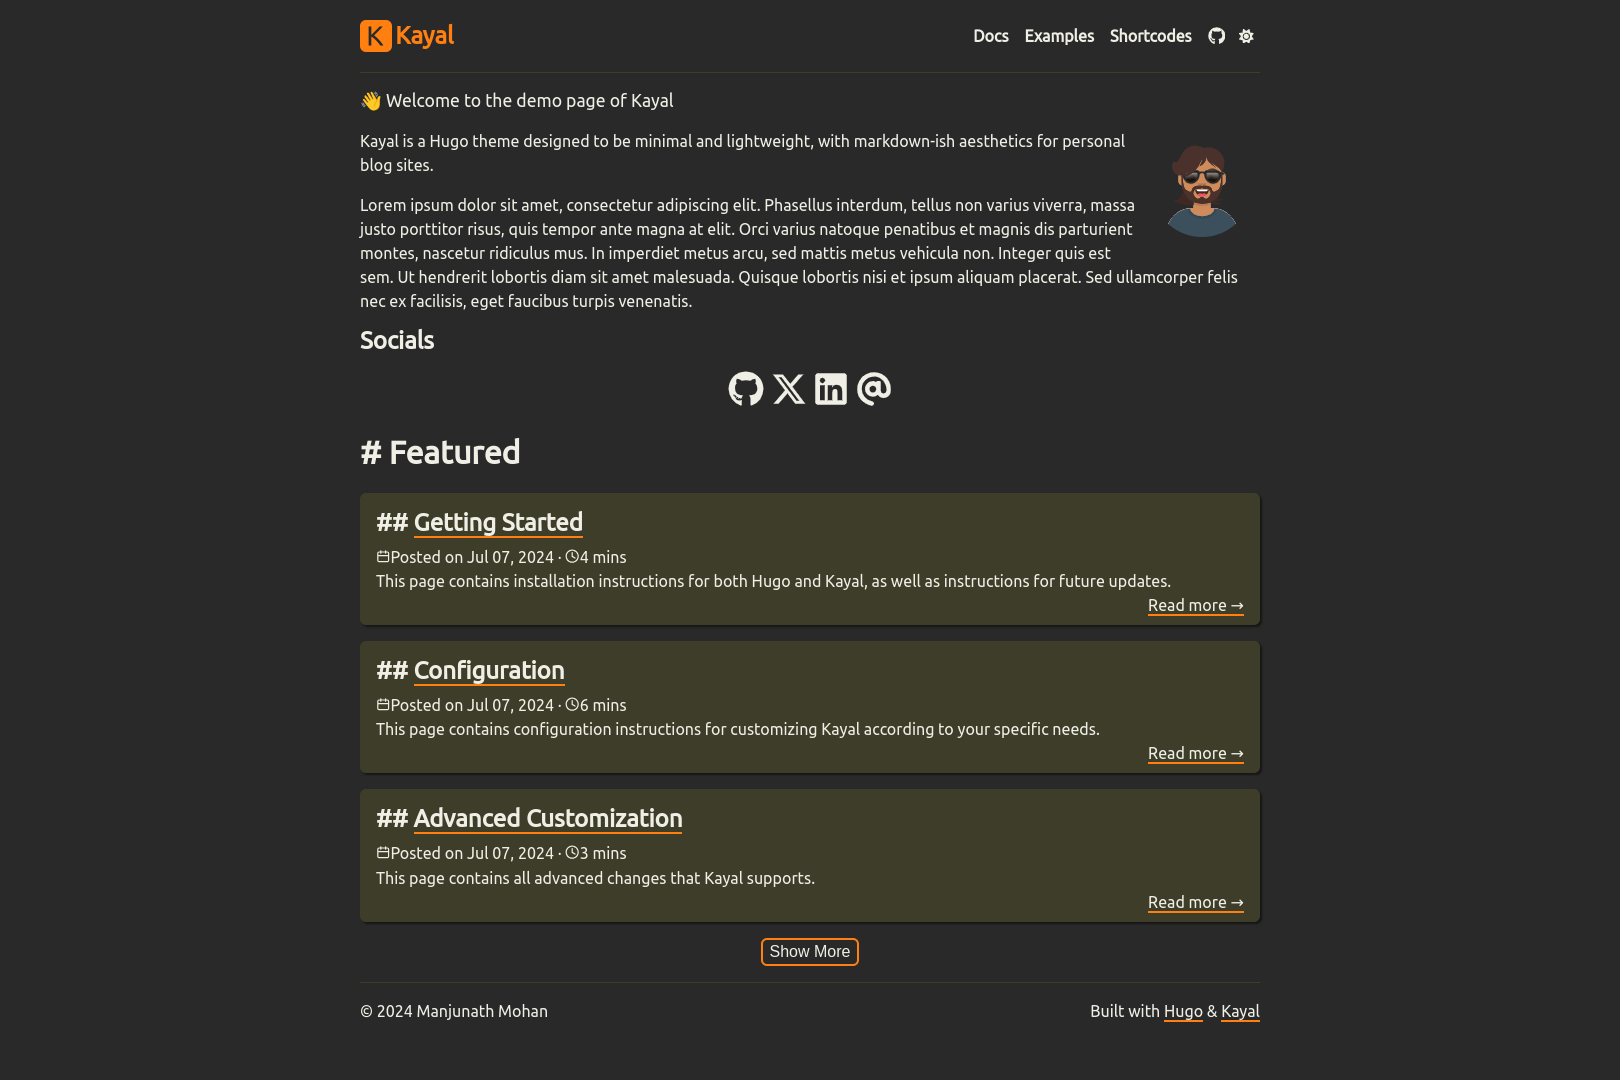 K Kayal
Docs Examples Shortcodes
👋 Welcome to the demo page of Kayal
Kayal is a Hugo theme designed to be minimal and lightweight, with markdown-ish aesthetics for personal
blog sites.
Lorem ipsum dolor sit amet, consectetur adipiscing elit. Phasellus interdum, tellus non varius viverra, massa
justo porttitor risus, quis tempor ante magna at elit. Orci varius natoque penatibus et magnis dis parturient
montes, nascetur ridiculus mus. In imperdiet metus arcu, sed mattis metus vehicula non. Integer quis est
sem. Ut hendrerit lobortis diam sit amet malesuada. Quisque lobortis nisi et ipsum aliquam placerat. Sed ullamcorper felis
nec ex facilisis, eget faucibus turpis venenatis.
Socials
# Featured
## Getting Started
Posted on Jul 07, 2024 · 4 mins
This page contains installation instructions for both Hugo and Kayal, as well as instructions for future updates.
Read more →
## Configuration
Posted on Jul 07, 2024 · 6 mins
This page contains configuration instructions for customizing Kayal according to your specific needs.
Read more →
## Advanced Customization
Posted on Jul 07, 2024 · 3 mins
This page contains all advanced changes that Kayal supports.
Read more →
Show More
© 2024 Manjunath Mohan
Built with Hugo & Kayal